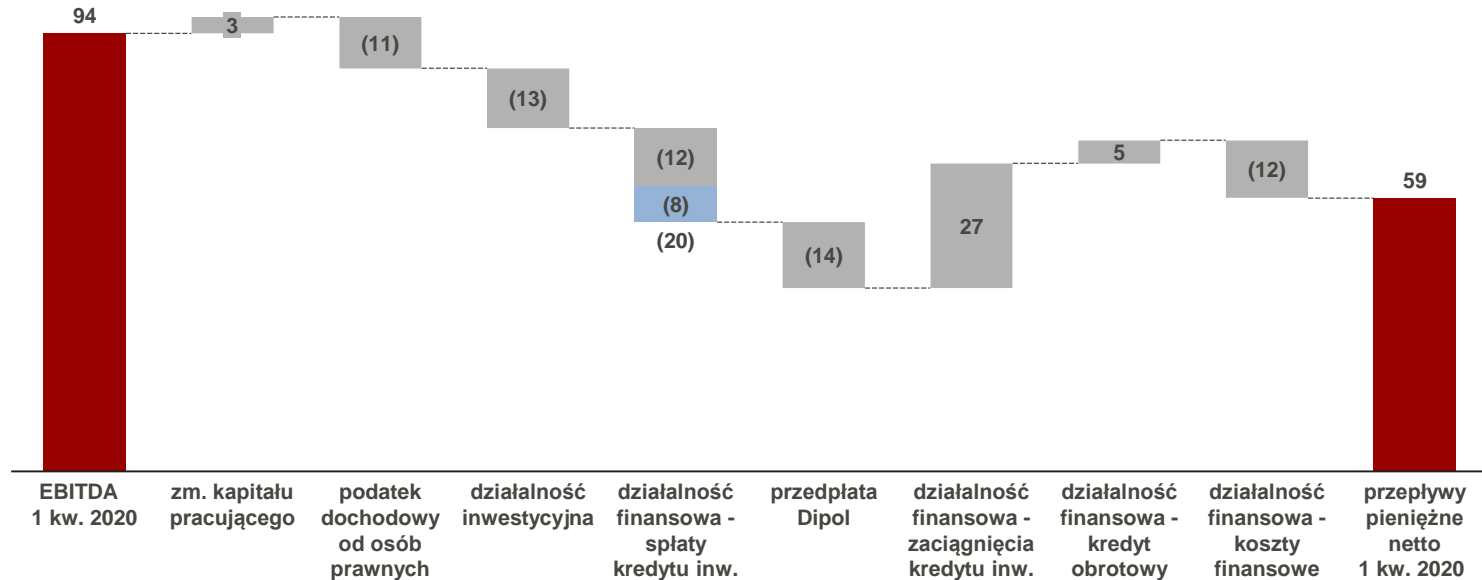 94
3
(11)
(13)
(12)
(8)
(20)
(14)
27
5
(12)
59
EBITDA
1 kw. 2020
zm. kapitału
pracującego
podatek
dochodowy
od osób
prawnych
działalność
inwestycyjna
działalność
finansowa -
spłaty
kredytu inw.
przedpłata
Dipol
działalność
finansowa -
zaciągnięcia
kredytu inw.
działalność
finansowa -
kredyt
obrotowy
działalność
finansowa -
koszty
finansowe
przepływy
pieniężne
netto
1 kw. 2020